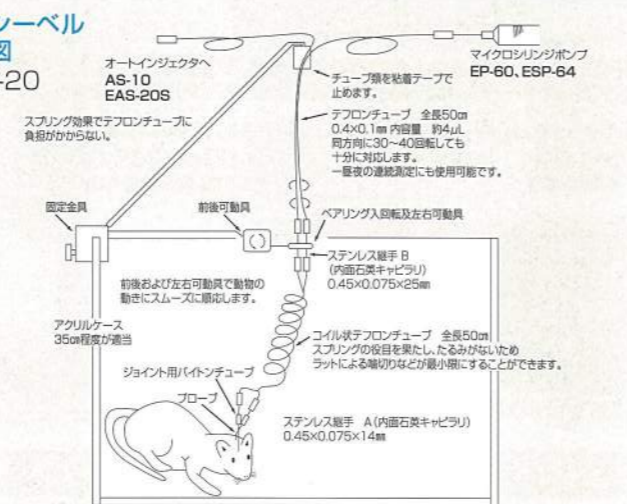 シーベル
図
-20
オートインジェクタへ
AS-10
EAS-20S
マイクロシリンジポンプ
EP-60、ESP-64
チューブ類を粘着テープで
止めます。
スプリング効果でテフロンチューブに
負担がかからない。
テフロンチューブ 全長50㎝
0.4×0.1㎜ 内容量 約4μL
同方向に30〜40回転しても
十分に対応します。
一昼夜の連続測定にも使用可能です。
固定金具
前後可動具
ベアリング入回転及左右可動具
ステンレス継手 B
(内面石英キャピラリ)
0.45×0.075×25㎜
前後および左右可動具で動物の
動きにスムーズに順応します。
アクリルケース
35㎝程度が適当
コイル状テフロンチューブ 全長50㎝
スプリングの役目を果たし、たるみがないため
ラットによる噛切りなどが最小限にすることができます。
ジョイント用バイトンチューブ
プローブ
ステンレス継手 A(内面石英キャピラリ)
0.45×0.075×14㎜